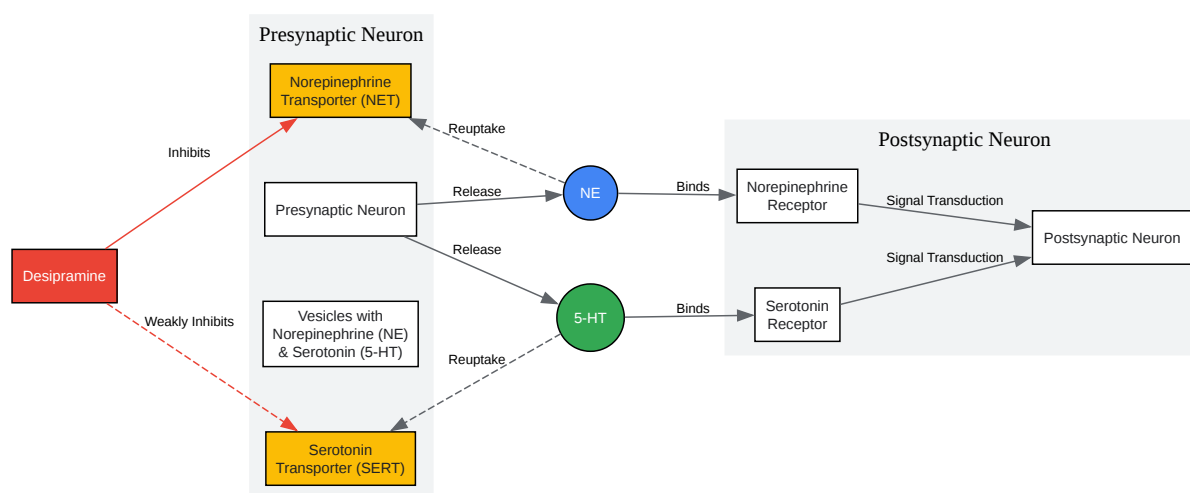 Presynaptic Neuron
Postsynaptic Neuron
Norepinephrine
Transporter (NET)
Reuptake
Inhibits
Presynaptic Neuron
Release
NE
Binds
Norepinephrine
Receptor
Signal Transduction
Postsynaptic Neuron
Release
Desipramine
Signal Transduction
Weakly Inhibits
Vesicles with
Norepinephrine (NE)
& Serotonin (5-HT)
5-HT
Binds
Serotonin
Receptor
Reuptake
Serotonin
Transporter (SERT)